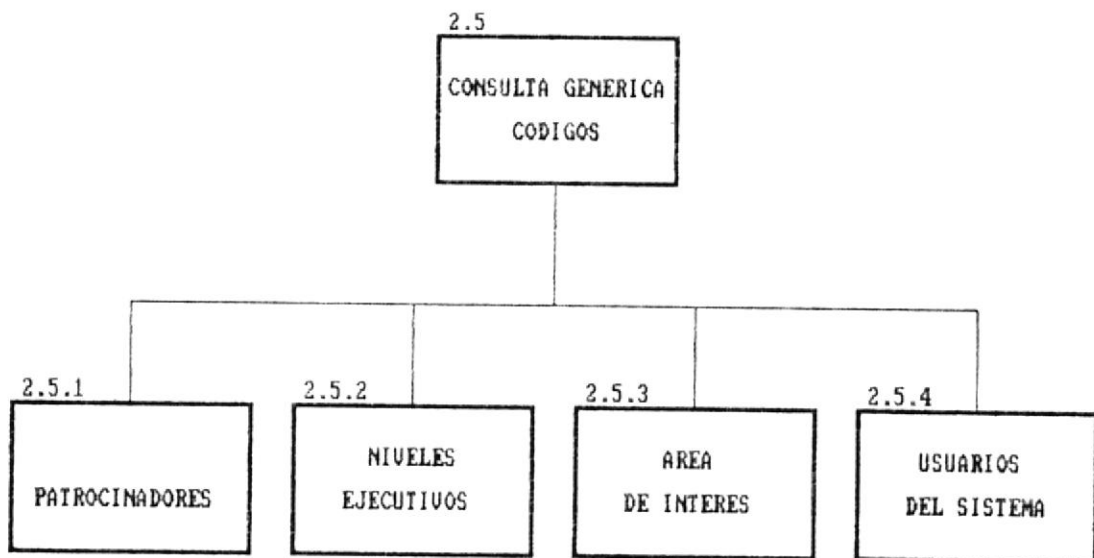 2.5
CONSULTA GENERICA
CODIGOS
2.5.1
PATROCINADORES
2.5.2
NIVELES
EJECUTIVOS
2.5.3
AREA
DE INTERES
2.5.4
USUARIOS
DEL SISTEMA